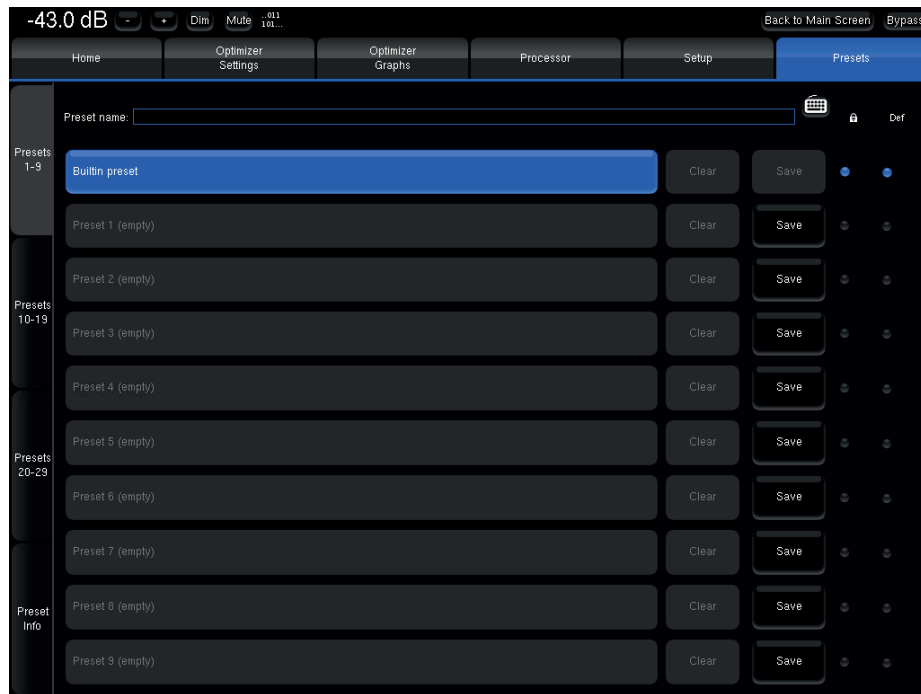 -43.0 dB - + Dim Mute ..011 Back to Main Screen Bypass
101...
Home Optimizer Settings Optimizer Graphs Processor Setup Presets
Preset name: Def
Presets 1-9
Builtin preset Clear Save
Preset 1 (empty) Clear Save
Preset 2 (empty) Clear Save
Presets 10-19
Preset 3 (empty) Clear Save
Preset 4 (empty) Clear Save
Preset 5 (empty) Clear Save
Presets 20-29
Preset 6 (empty) Clear Save
Preset 7 (empty) Clear Save
Preset 8 (empty) Clear Save
Preset Info
Preset 9 (empty) Clear Save